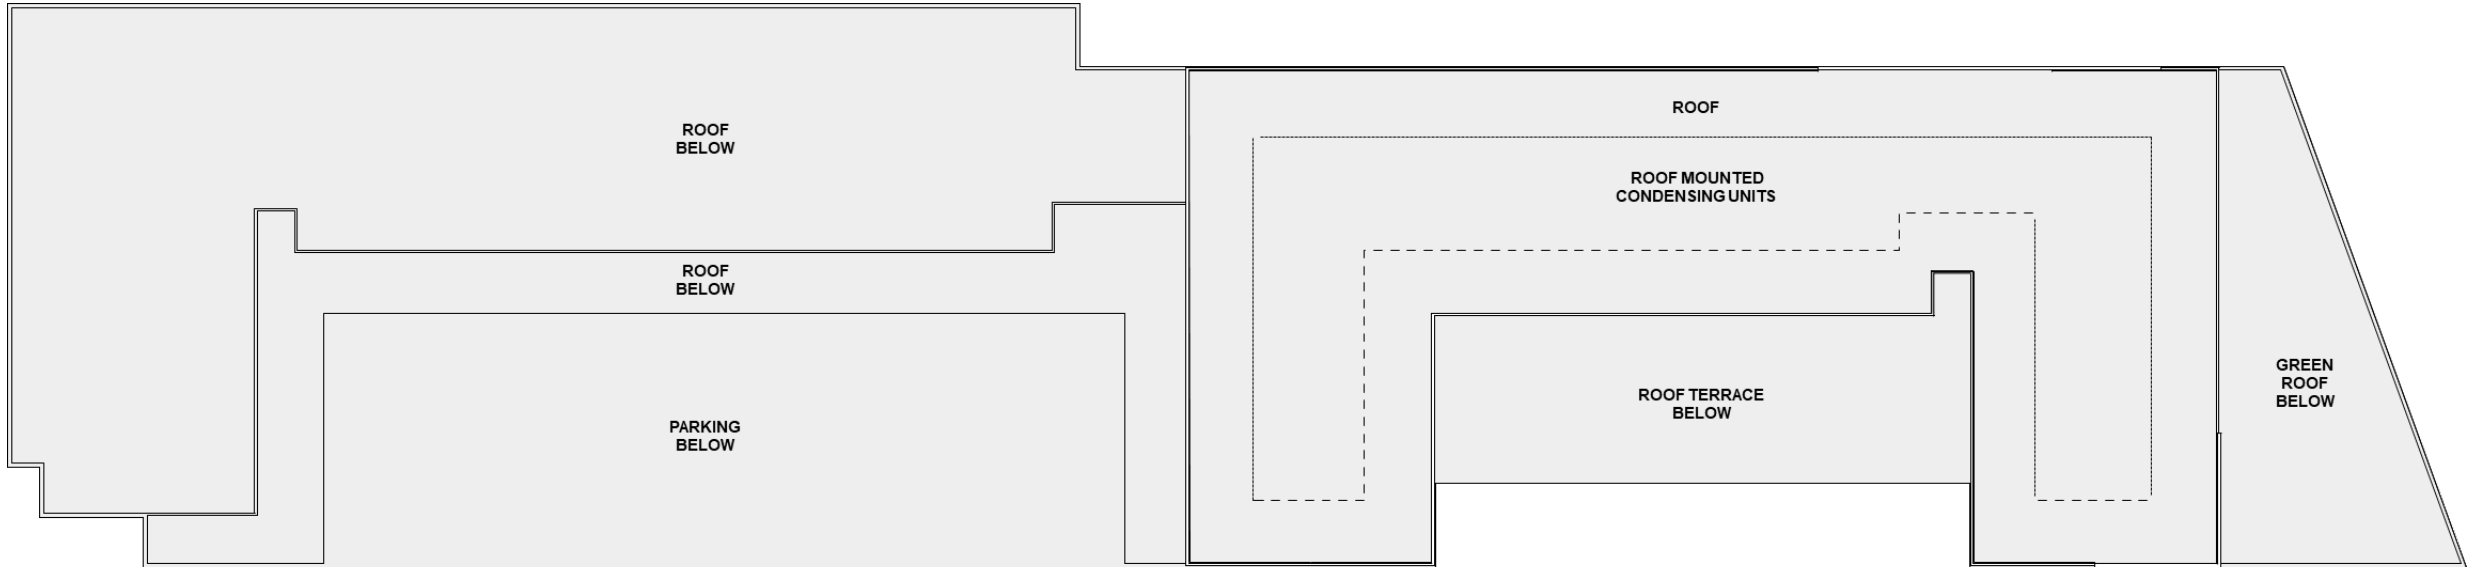 ROOF
BELOW
ROOF
BELOW
PARKING
BELOW
ROOF
ROOF MOUNTED
CONDENSING UNITS
ROOF TERRACE
BELOW
GREEN
ROOF
BELOW